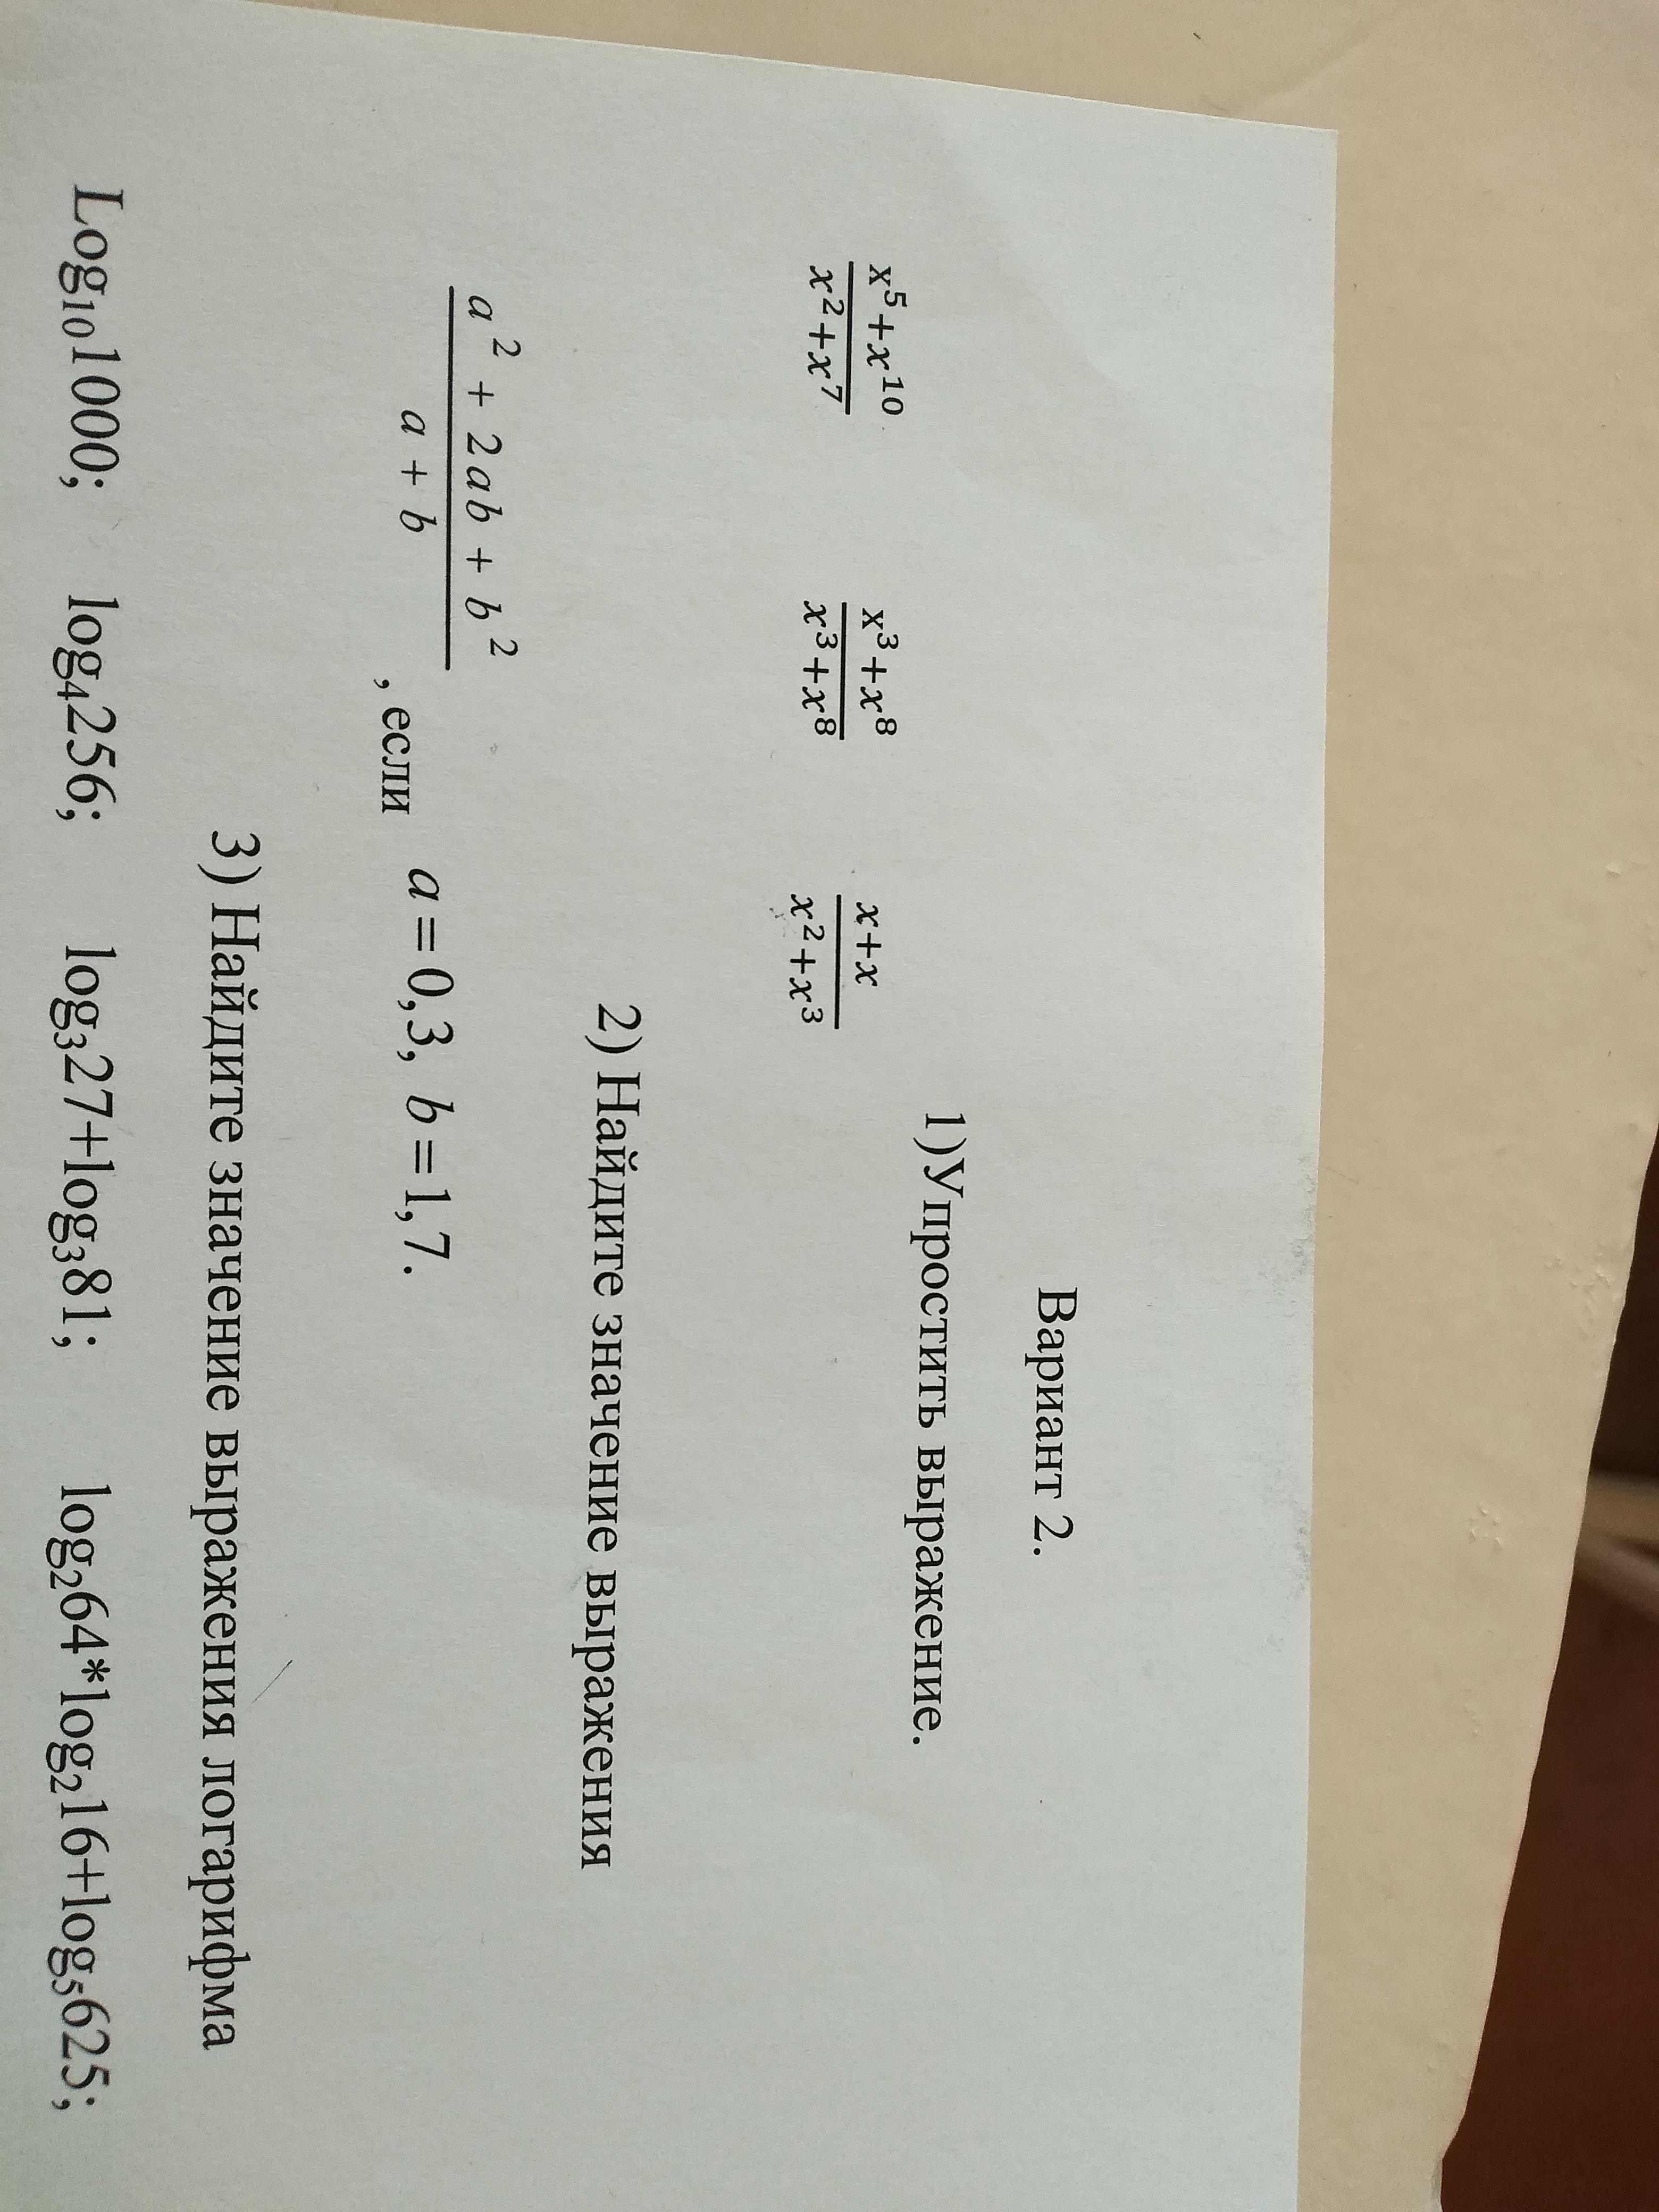 Вариант 2.
1)Упростить выражение.
x⁵+x¹⁰ / x²+x⁷   x³+x⁸ / x³+x⁸   x+x / x²+x³
2) Найдите значение выражения
a² + 2ab + b² / a + b , если a = 0,3, b = 1,7.
3) Найдите значение выражения логарифма
Log₁₀1000; log₄256; log₃27+log₃81; log₂64*log₂16+log₅625;